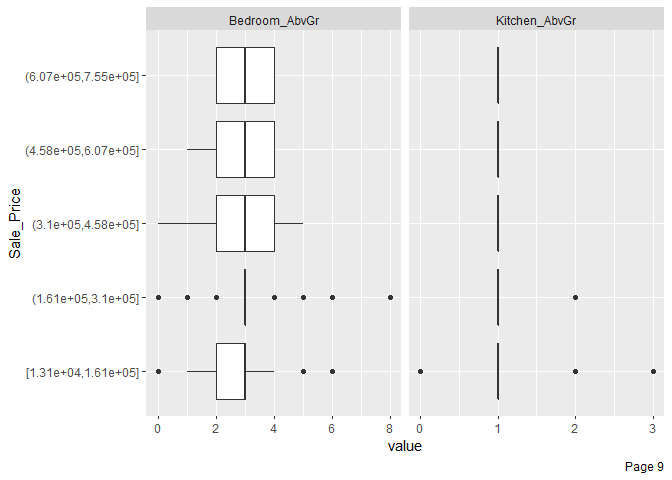 Bedroom_AbvGr
Kitchen_AbvGr
Sale_Price
(6.07e+05,7.55e+05]
(4.58e+05,6.07e+05]
(3.1e+05,4.58e+05]
(1.61e+05,3.1e+05]
[1.31e+04,1.61e+05]
0 2 4 6 8
0 1 2 3
value
Page 9